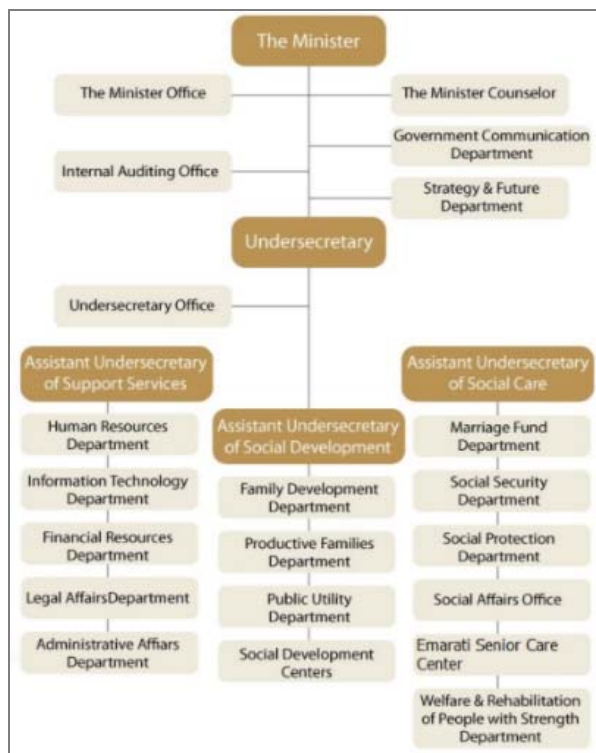 The Minister
The Minister Office
The Minister Counselor
Government Communication
Department
Internal Auditing Office
Strategy & Future
Department
Undersecretary
Undersecretary Office
Assistant Undersecretary
of Support Services
Human Resources
Department
Information Technology
Department
Financial Resources
Department
Legal AffairsDepartment
Administrative Affiars
Department
Assistant Undersecretary
of Social Development
Family Development
Department
Productive Families
Department
Public Utility
Department
Social Development
Centers
Assistant Undersecretary
of Social Care
Marriage Fund
Department
Social Security
Department
Social Protection
Department
Social Affairs Office
Emarati Senior Care
Center
Welfare & Rehabilitation
of People with Strength
Department